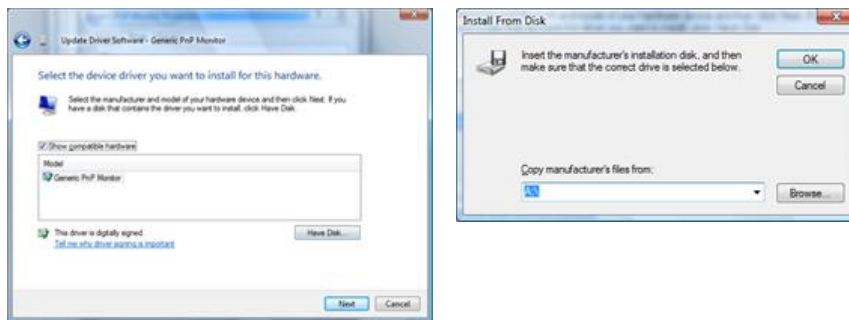 Update Driver Software - Generic PnP Monitor
Select the device driver you want to install for this hardware.
Select the manufacturer and model of your hardware device and then click Next. If you
have a disk that contains the driver you want to install, click Have Disk.
Show compatible hardware
Model
Generic PnP Monitor
This driver is digitally signed.
Tell me why driver signing is important
Have Disk...
Next
Cancel
Install From Disk
Insert the manufacturer's installation disk, and then
make sure that the correct drive is selected below.
OK
Cancel
Copy manufacturer's files from:
A:\
Browse...